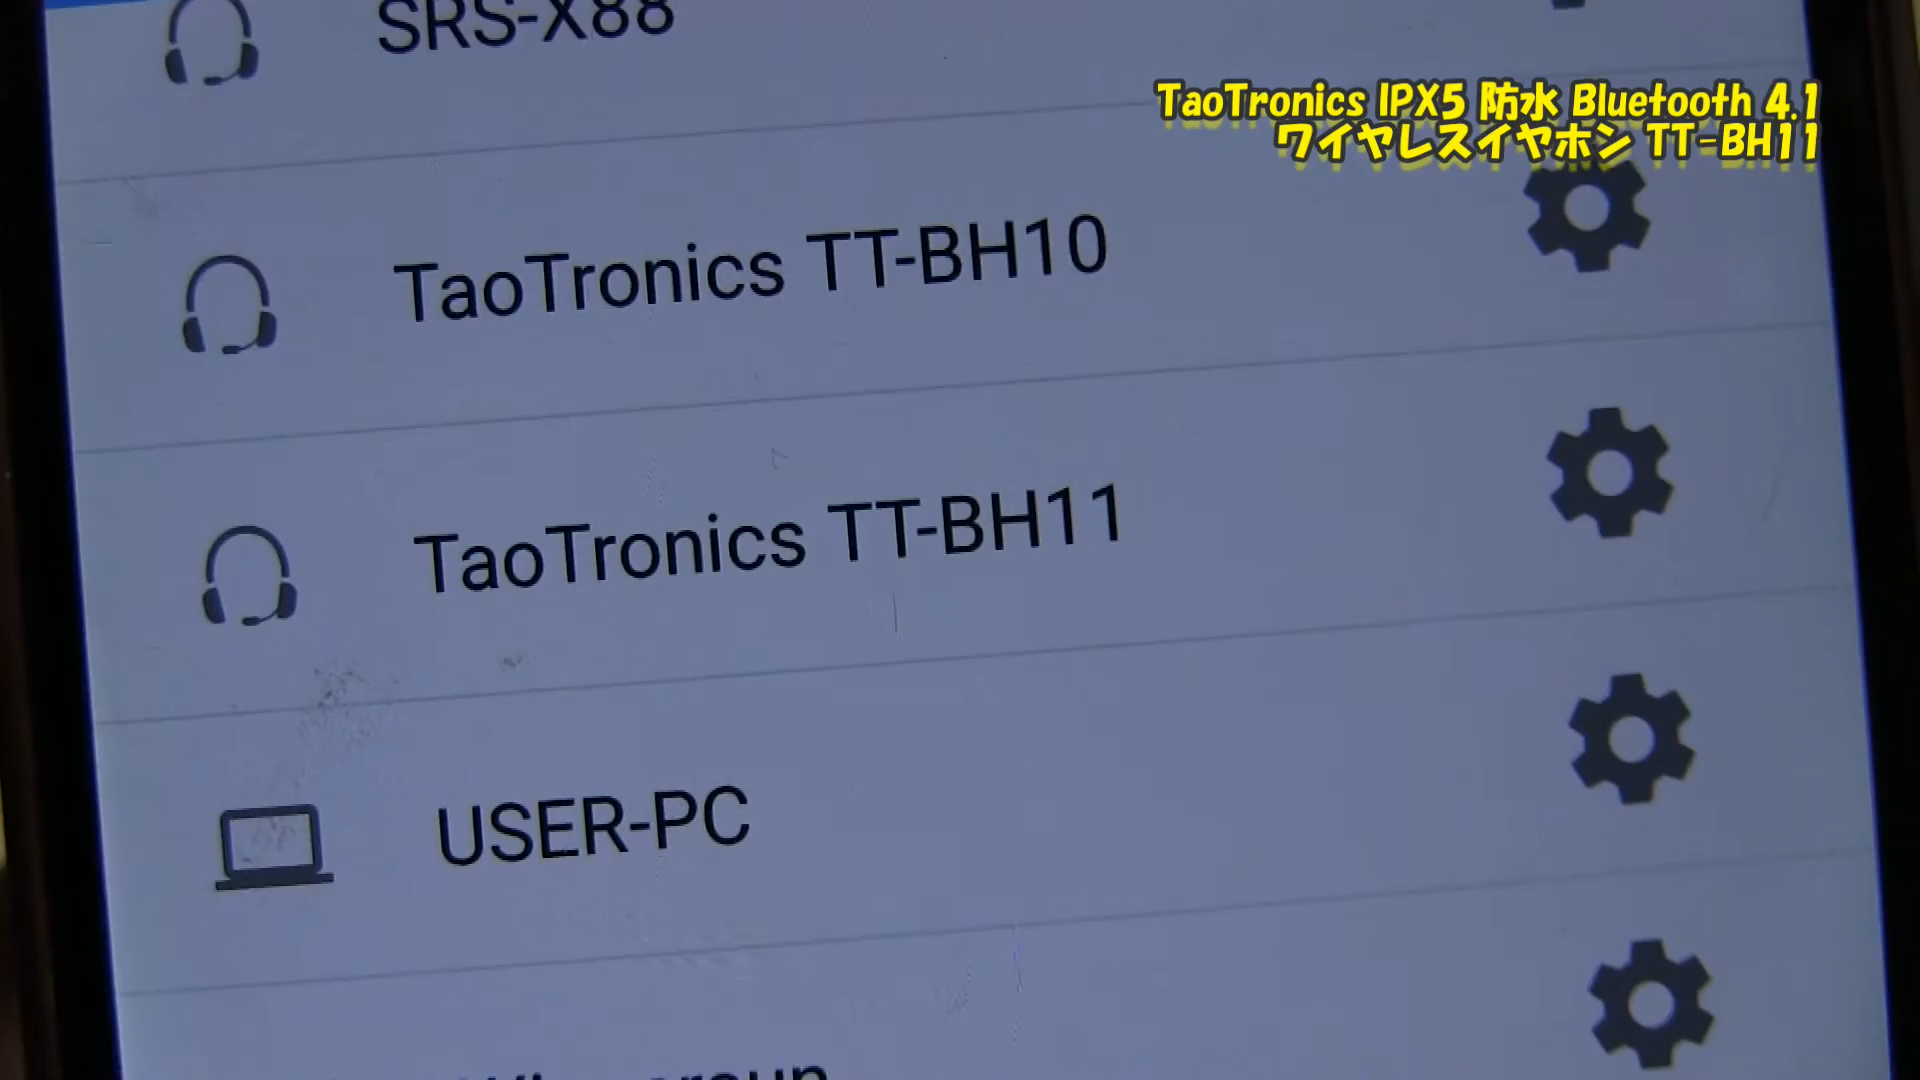 SRS-X88
TaoTronics IPX5 防水 Bluetooth 4.1
ワイヤレスイヤホン TT-BH11
TaoTronics TT-BH10
TaoTronics TT-BH11
USER-PC